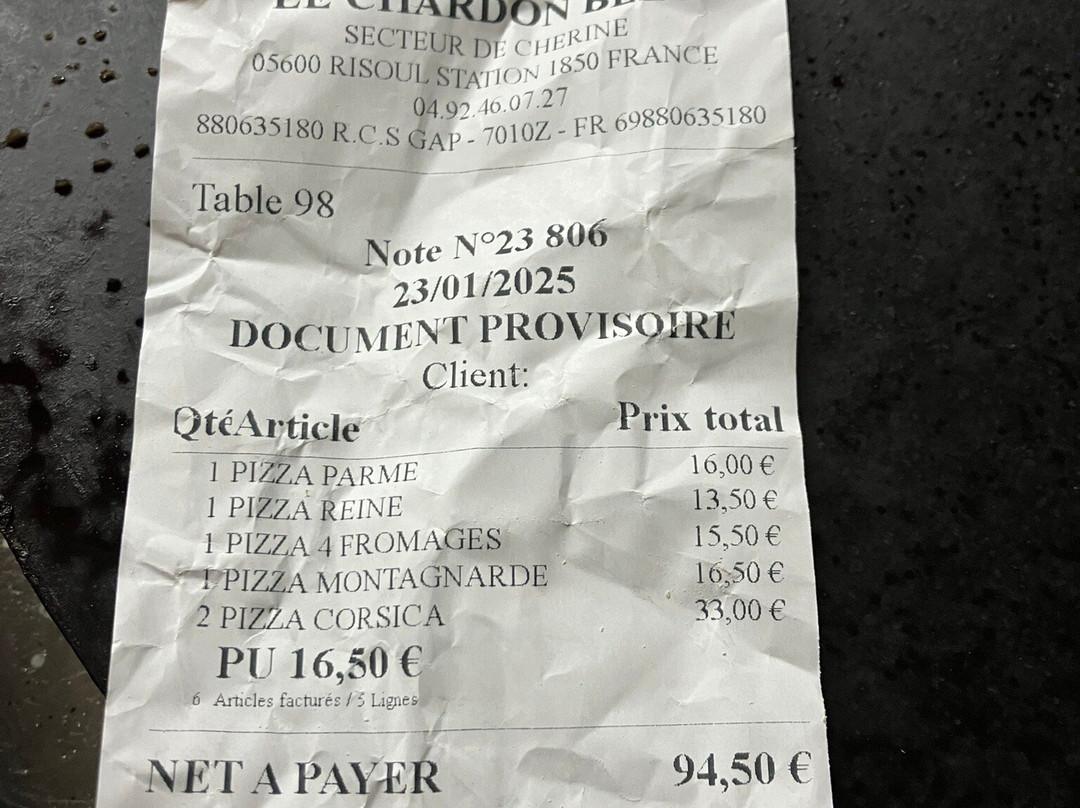 LE CHARDON
SECTEUR DE CHERINE
05600 RISOUL STATION 1850 FRANCE
04.92.46.07.27
880635180 R.C.S GAP - 7010Z - FR 69880635180
Table 98
Note N°23 806
23/01/2025
DOCUMENT PROVISOIRE
Client:
QtéArticle Prix total
1 PIZZA PARME 16,00 €
1 PIZZA REINE 13,50 €
1 PIZZA 4 FROMAGES 15,50 €
1 PIZZA MONTAGNARDE 16,50 €
2 PIZZA CORSICA 33,00 €
PU 16,50 €
6 Articles facturés / 5 Lignes
NET A PAYER 94,50 €